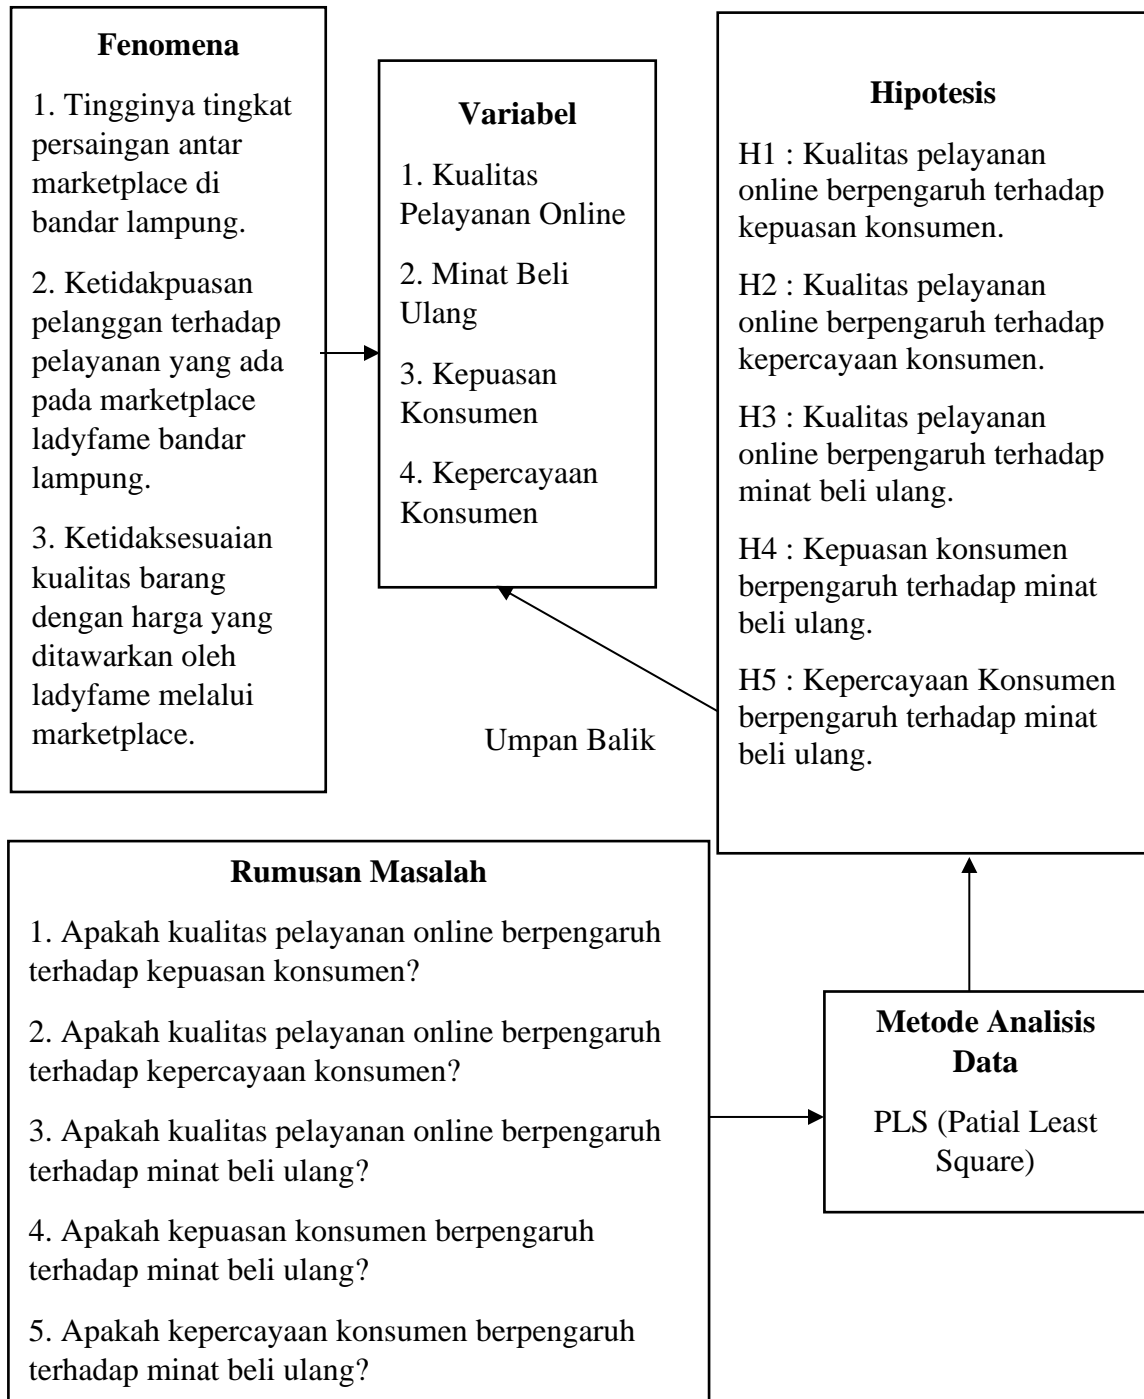 Fenomena
1. Tingginya tingkat
persaingan antar
marketplace di
bandar lampung.
2. Ketidakpuasan
pelanggan terhadap
pelayanan yang ada
pada marketplace
ladyfame bandar
lampung.
3. Ketidaksesuaian
kualitas barang
dengan harga yang
ditawarkan oleh
ladyfame melalui
marketplace.
Variabel
1. Kualitas
Pelayanan Online
2. Minat Beli
Ulang
3. Kepuasan
Konsumen
4. Kepercayaan
Konsumen
Hipotesis
H1 : Kualitas pelayanan
online berpengaruh terhadap
kepuasan konsumen.
H2 : Kualitas pelayanan
online berpengaruh terhadap
kepercayaan konsumen.
H3 : Kualitas pelayanan
online berpengaruh terhadap
minat beli ulang.
H4 : Kepuasan konsumen
berpengaruh terhadap minat
beli ulang.
H5 : Kepercayaan Konsumen
berpengaruh terhadap minat
beli ulang.
Umpan Balik
Rumusan Masalah
1. Apakah kualitas pelayanan online berpengaruh
terhadap kepuasan konsumen?
2. Apakah kualitas pelayanan online berpengaruh
terhadap kepercayaan konsumen?
3. Apakah kualitas pelayanan online berpengaruh
terhadap minat beli ulang?
4. Apakah kepuasan konsumen berpengaruh
terhadap minat beli ulang?
5. Apakah kepercayaan konsumen berpengaruh
terhadap minat beli ulang?
Metode Analisis
Data
PLS (Patial Least
Square)